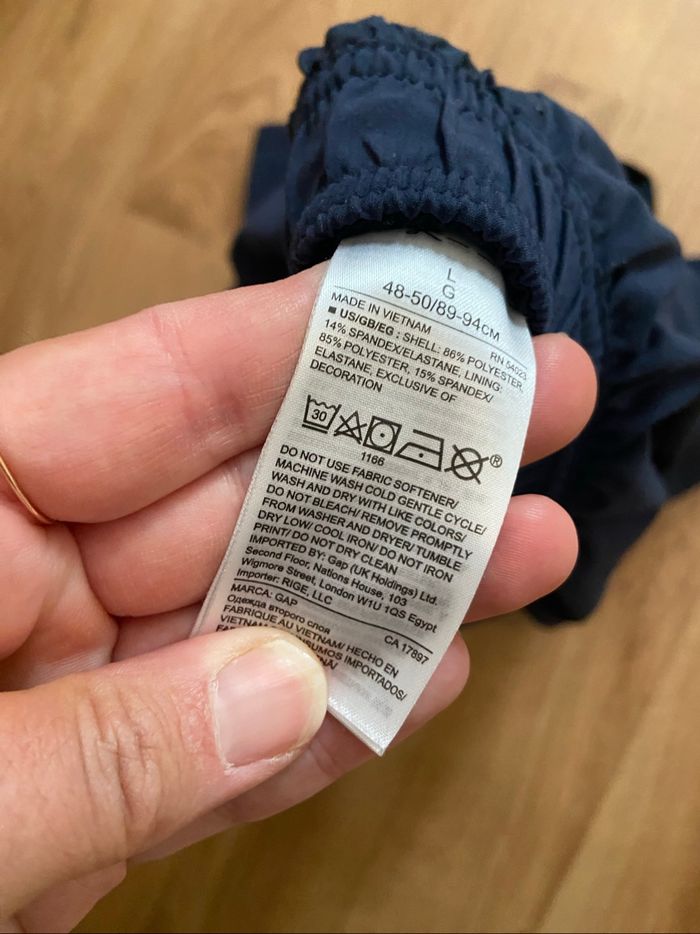 L
G
48-50/89-94CM
MADE IN VIETNAM
RN 54023
■ US/GB/EG : SHELL: 86% POLYESTER,
14% SPANDEX/ELASTANE, LINING:
85% POLYESTER, 15% SPANDEX/
ELASTANE, EXCLUSIVE OF
DECORATION
30
1166
®
DO NOT USE FABRIC SOFTENER/
MACHINE WASH COLD GENTLE CYCLE/
WASH AND DRY WITH LIKE COLORS/
DO NOT BLEACH/ REMOVE PROMPTLY
FROM WASHER AND DRYER/ TUMBLE
DRY LOW/ COOL IRON/ DO NOT IRON
PRINT/ DO NOT DRY CLEAN
IMPORTED BY: Gap (UK Holdings) Ltd.
Second Floor, Nations House, 103
Wigmore Street, London W1U 1QS Egypt
Importer: RIGE, LLC
MARCA: GAP
CA 17897
Одежда второго слоя
FABRIQUE AU VIETNAM/ HECHO EN
VIETNAM IMPORTADOS/